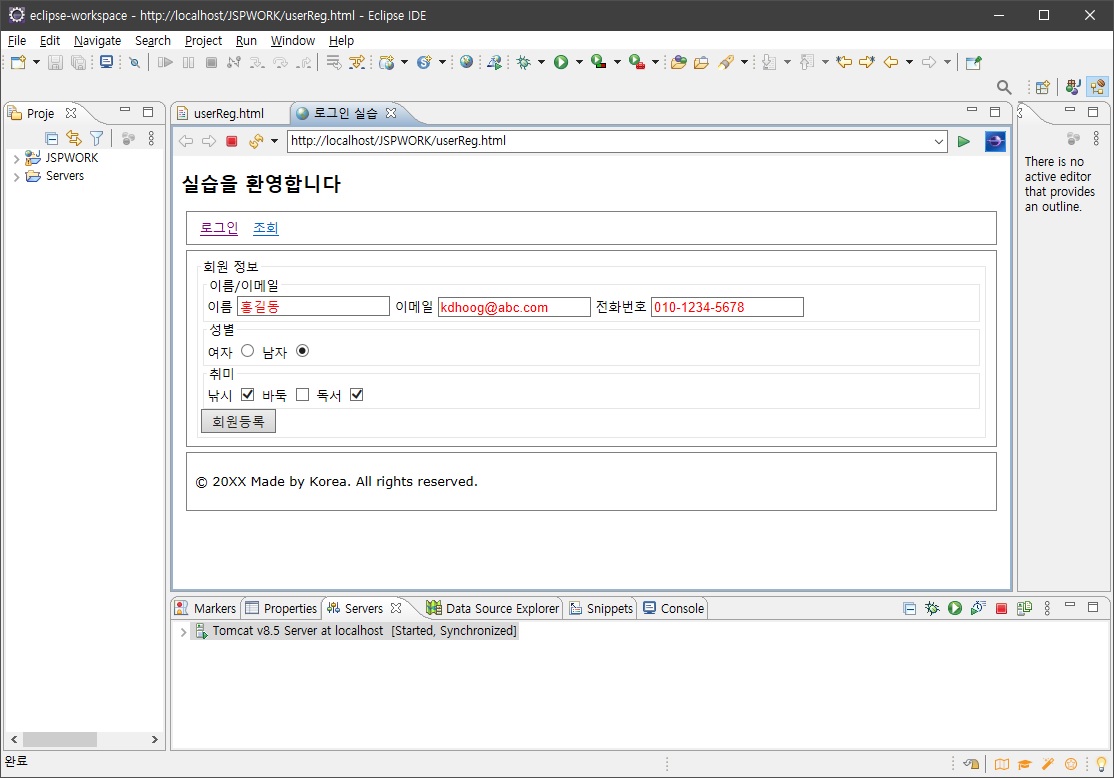 eclipse-workspace - http://localhost/JSPWORK/userReg.html - Eclipse IDE
File Edit Navigate Search Project Run Window Help
Proje
userReg.html
로그인 실습
http://localhost/JSPWORK/userReg.html
JSPWORK
Servers
실습을 환영합니다
로그인 조회
회원 정보
이름/이메일
이름 홍길동 이메일 kdhoog@abc.com 전화번호 010-1234-5678
성별
여자 남자
취미
낚시 바둑 독서
회원등록
© 20XX Made by Korea. All rights reserved.
There is no
active editor
that provides
an outline.
Markers Properties Servers Data Source Explorer Snippets Console
Tomcat v8.5 Server at localhost [Started, Synchronized]
완료